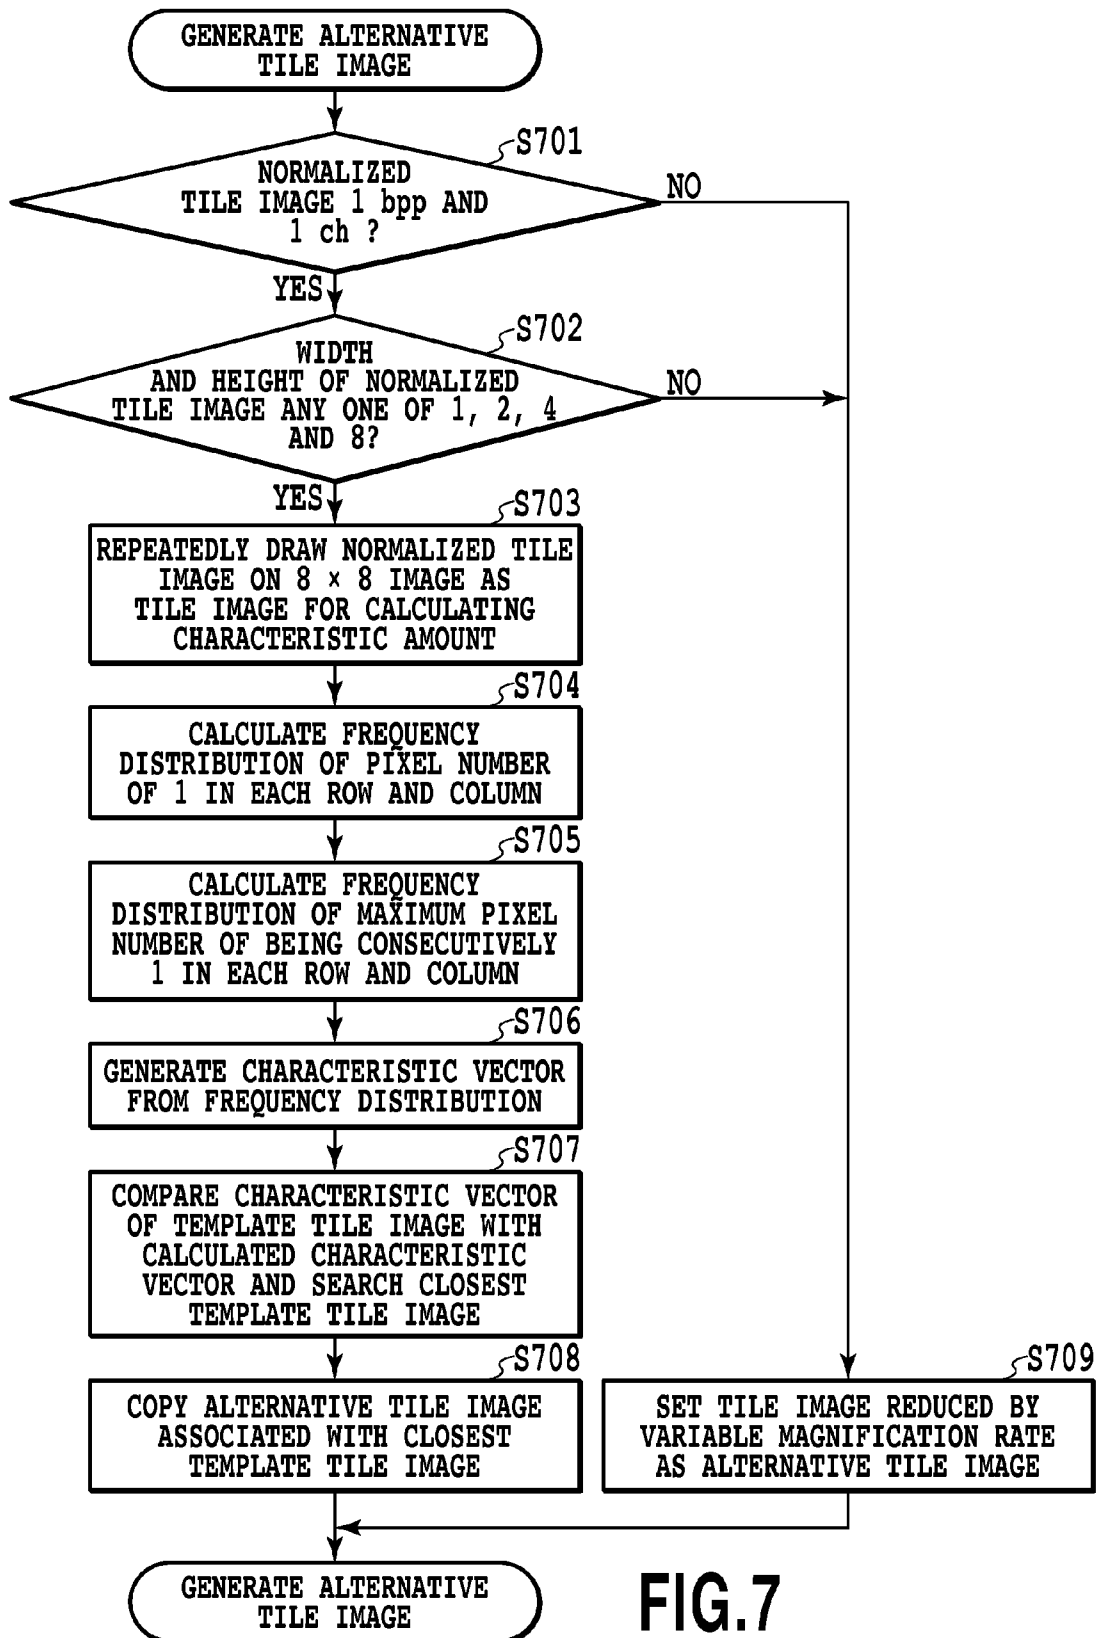 GENERATE ALTERNATIVE
TILE IMAGE
S701
NORMALIZED
TILE IMAGE 1 bpp AND
1 ch ?
NO
YES
S702
WIDTH
AND HEIGHT OF NORMALIZED
TILE IMAGE ANY ONE OF 1, 2, 4
AND 8?
NO
YES
S703
REPEATEDLY DRAW NORMALIZED TILE
IMAGE ON 8 × 8 IMAGE AS
TILE IMAGE FOR CALCULATING
CHARACTERISTIC AMOUNT
S704
CALCULATE FREQUENCY
DISTRIBUTION OF PIXEL NUMBER
OF 1 IN EACH ROW AND COLUMN
S705
CALCULATE FREQUENCY
DISTRIBUTION OF MAXIMUM PIXEL
NUMBER OF BEING CONSECUTIVELY
1 IN EACH ROW AND COLUMN
S706
GENERATE CHARACTERISTIC VECTOR
FROM FREQUENCY DISTRIBUTION
S707
COMPARE CHARACTERISTIC VECTOR
OF TEMPLATE TILE IMAGE WITH
CALCULATED CHARACTERISTIC
VECTOR AND SEARCH CLOSEST
TEMPLATE TILE IMAGE
S708
COPY ALTERNATIVE TILE IMAGE
ASSOCIATED WITH CLOSEST
TEMPLATE TILE IMAGE
S709
SET TILE IMAGE REDUCED BY
VARIABLE MAGNIFICATION RATE
AS ALTERNATIVE TILE IMAGE
GENERATE ALTERNATIVE
TILE IMAGE
FIG.7